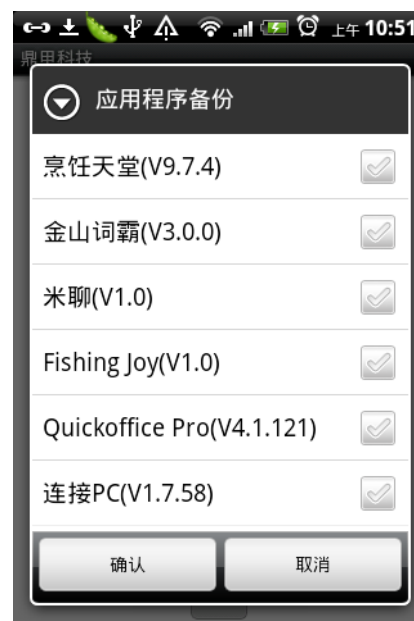 上午 10:51
鼎甲科技
应用程序备份
烹饪天堂(V9.7.4)
金山词霸(V3.0.0)
米聊(V1.0)
Fishing Joy(V1.0)
Quickoffice Pro(V4.1.121)
连接PC(V1.7.58)
确认 取消